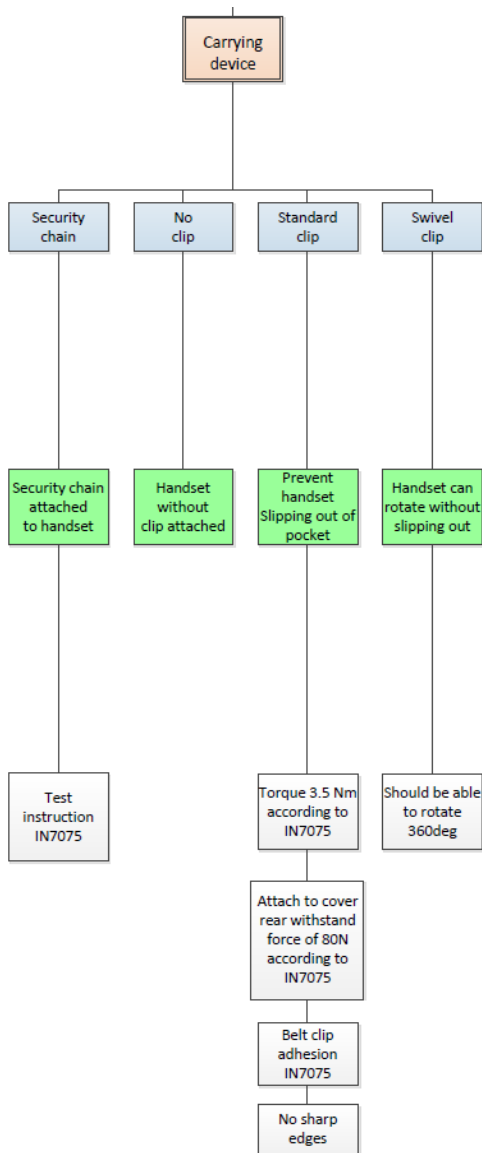 Carrying
device
Security
chain
No
clip
Standard
clip
Swivel
clip
Security chain
attached
to handset
Handset
without
clip attached
Prevent
handset
Slipping out of
pocket
Handset can
rotate without
slipping out
Test
instruction
IN7075
Torque 3.5 Nm
according to
IN7075
Should be able
to rotate
360deg
Attach to cover
rear withstand
force of 80N
according to
IN7075
Belt clip
adhesion
IN7075
No sharp
edges